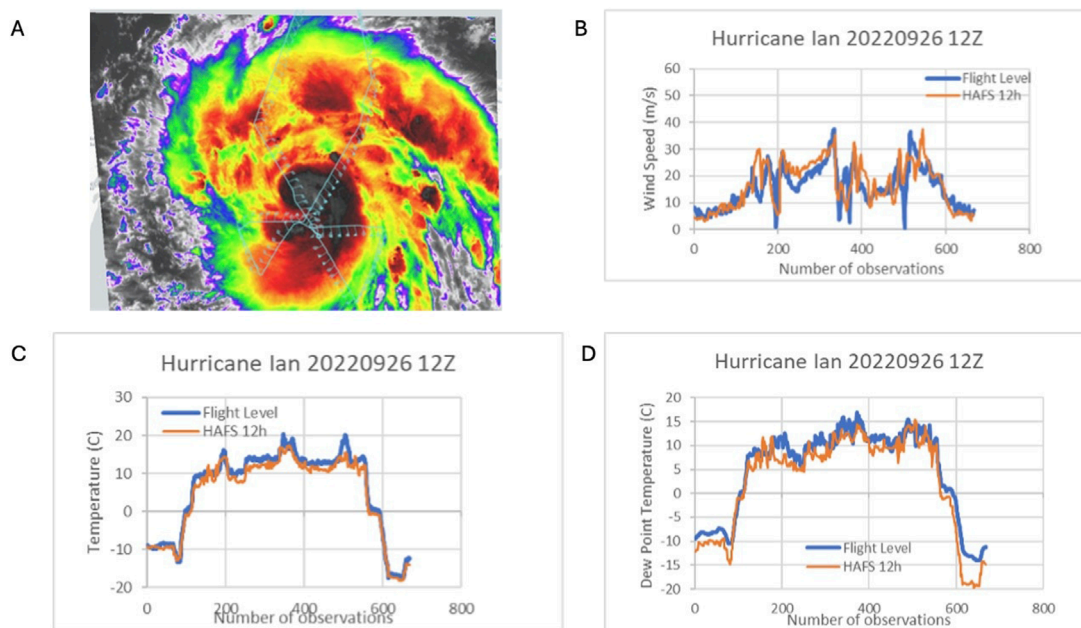 A
B
Hurricane Ian 20220926 12Z
Wind Speed (m/s)
60
50
40
30
20
10
0
Flight Level
HAFS 12h
0 200 400 600 800
Number of observations
C
Hurricane Ian 20220926 12Z
Temperature (C)
30
20
10
0
-10
-20
Flight Level
HAFS 12h
0 200 400 600 800
Number of observations
D
Hurricane Ian 20220926 12Z
Dew Point Temperature (C)
20
15
10
5
0
-5
-10
-15
-20
Flight Level
HAFS 12h
0 200 400 600 800
Number of observations